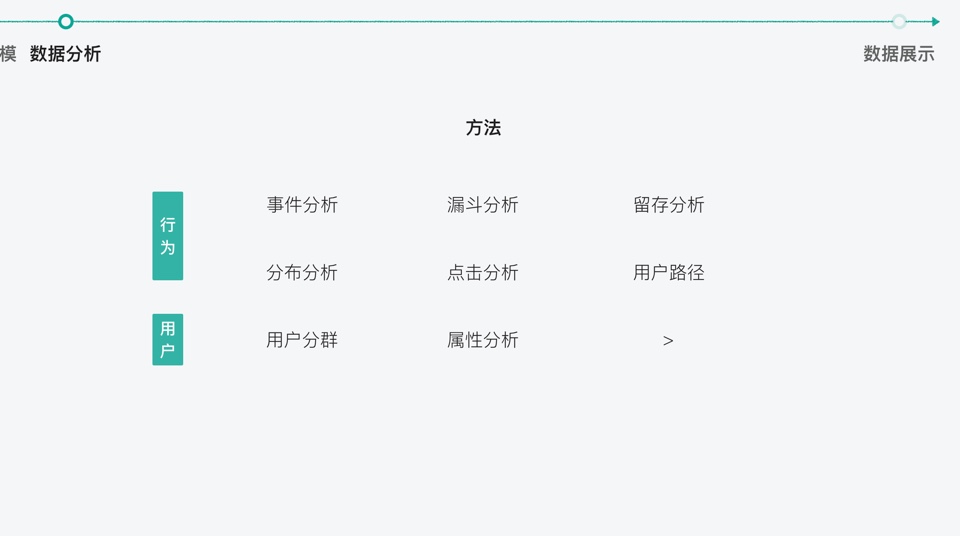 模 数据分析 数据展示
方法
行为
事件分析 漏斗分析 留存分析
分布分析 点击分析 用户路径
用户
用户分群 属性分析 >